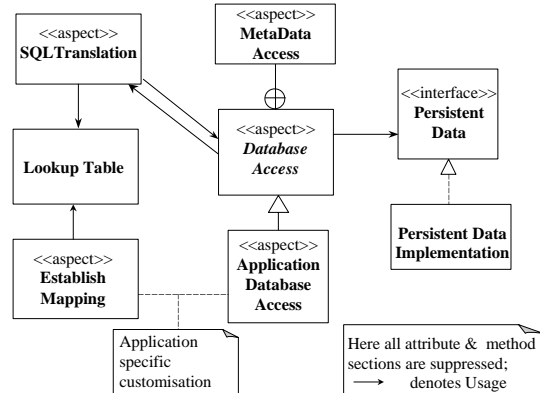 <<aspect>>
SQLTranslation
<<aspect>>
MetaData
Access
<<aspect>>
Database
Access
<<interface>>
Persistent
Data
Lookup Table
<<aspect>>
Establish
Mapping
<<aspect>>
Application
Database
Access
Persistent Data
Implementation
Application
specific
customisation
Here all attribute & method
sections are suppressed;
denotes Usage